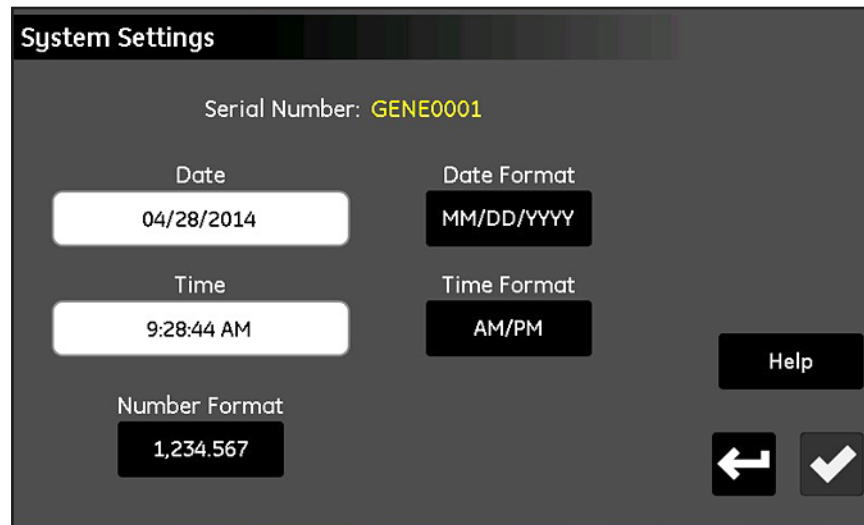 System Settings
Serial Number: GENE0001
Date
Date Format
04/28/2014
MM/DD/YYYY
Time
Time Format
9:28:44 AM
AM/PM
Help
Number Format
1,234.567